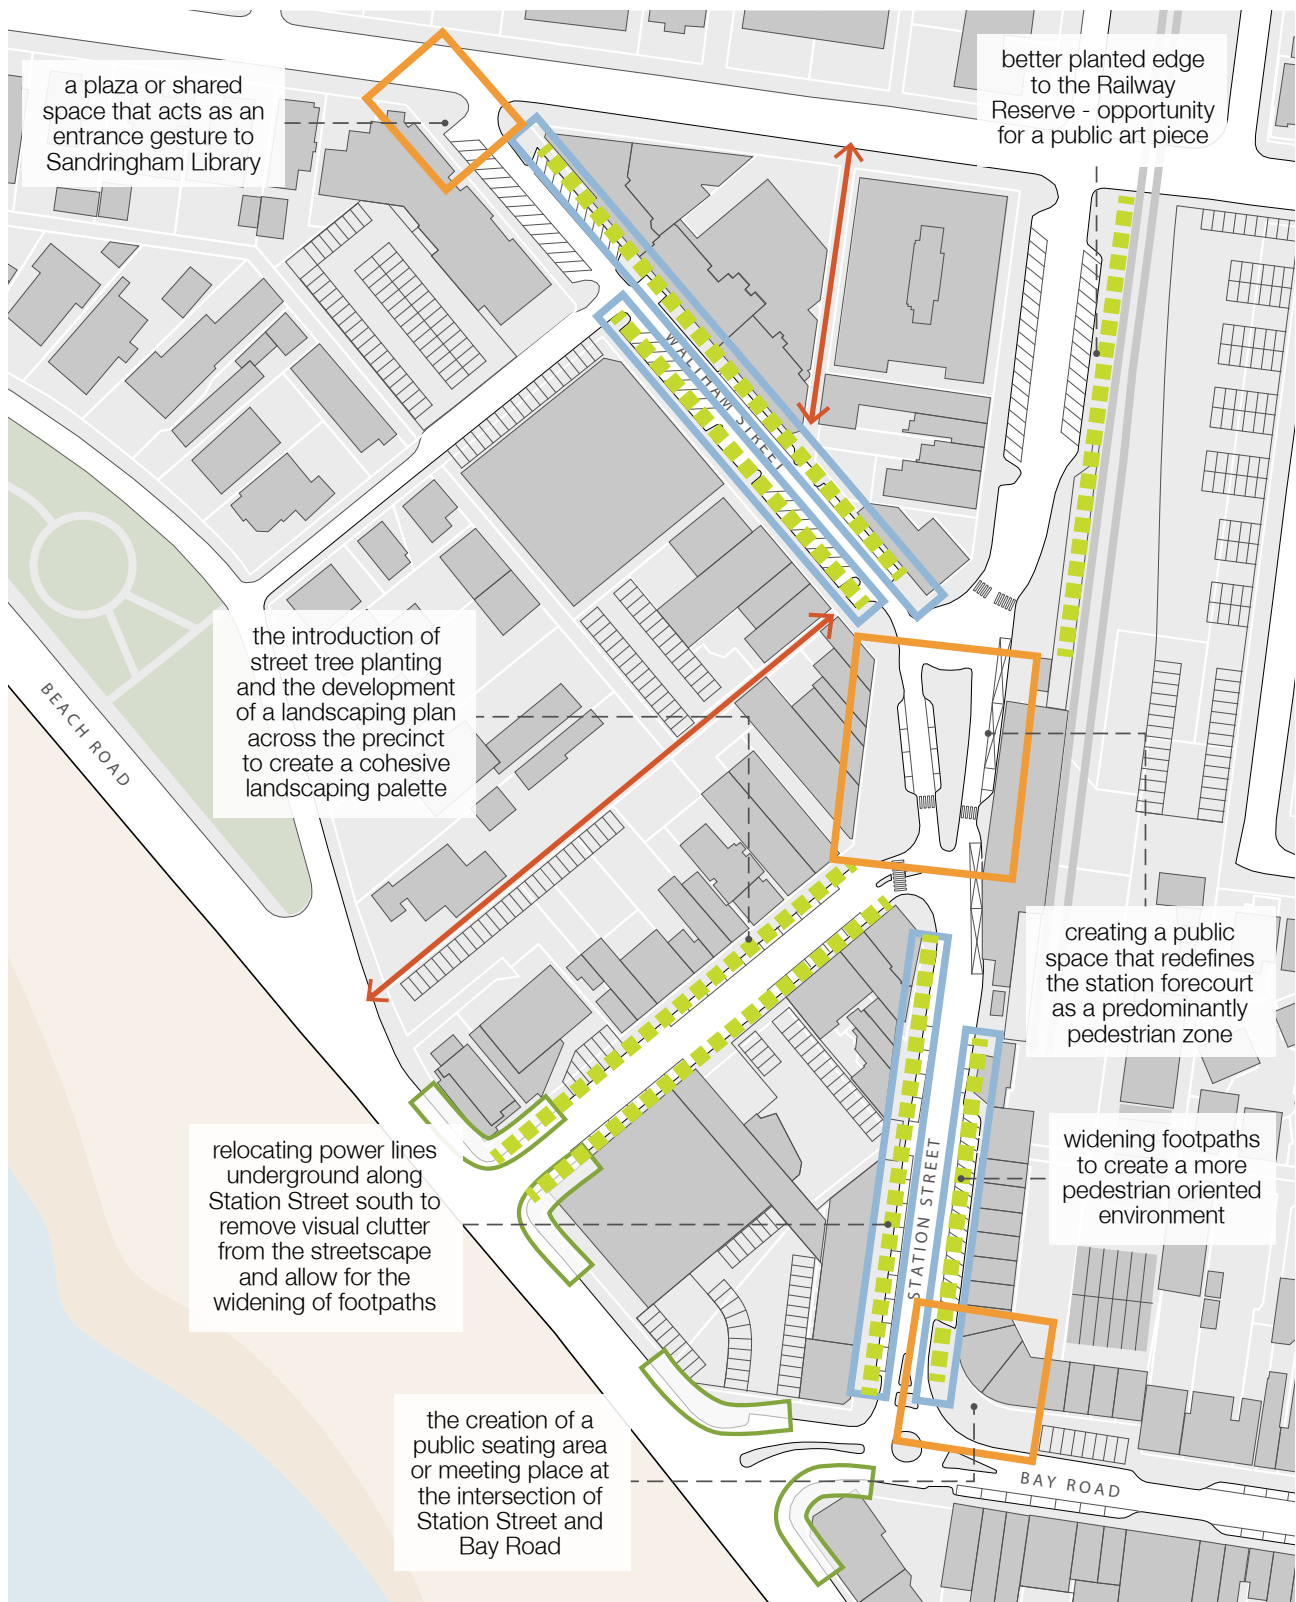 a plaza or shared
space that acts as an
entrance gesture to
Sandringham Library
better planted edge
to the Railway
Reserve - opportunity
for a public art piece
WALTHAM STREET
the introduction of
street tree planting
and the development
of a landscaping plan
across the precinct
to create a cohesive
landscaping palette
BEACH ROAD
creating a public
space that redefines
the station forecourt
as a predominantly
pedestrian zone
widening footpaths
to create a more
pedestrian oriented
environment
relocating power lines
underground along
Station Street south to
remove visual clutter
from the streetscape
and allow for the
widening of footpaths
STATION STREET
the creation of a
public seating area
or meeting place at
the intersection of
Station Street and
Bay Road
BAY ROAD